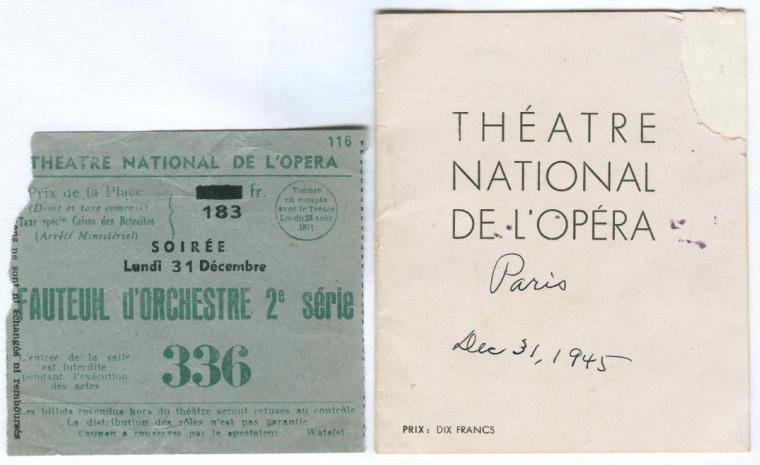 116
THEATRE NATIONAL DE L'OPERA
Prix de la Place
(Droit et taxe compris)
Taxe spécle Caisse des Retraites
(Arrêté Ministériel)
fr.
183
Timbre
en compte
avec le Trésor
Loi du 23 Août
1871
SOIRÉE
Lundi 31 Décembre
FAUTEUIL d'ORCHESTRE 2e série
336
L'entrée de la salle
est interdite
pendant l'exécution
des actes
Les billets revendus hors du théâtre seront refusés au contrôle
La distribution des rôles n'est pas garantie
Coupon à conserver par le spectateur Watelet
ne sont ni échangés ni remboursés
THÉATRE
NATIONAL
DE L'OPÉRA
Paris
Dec 31, 1945
PRIX : DIX FRANCS